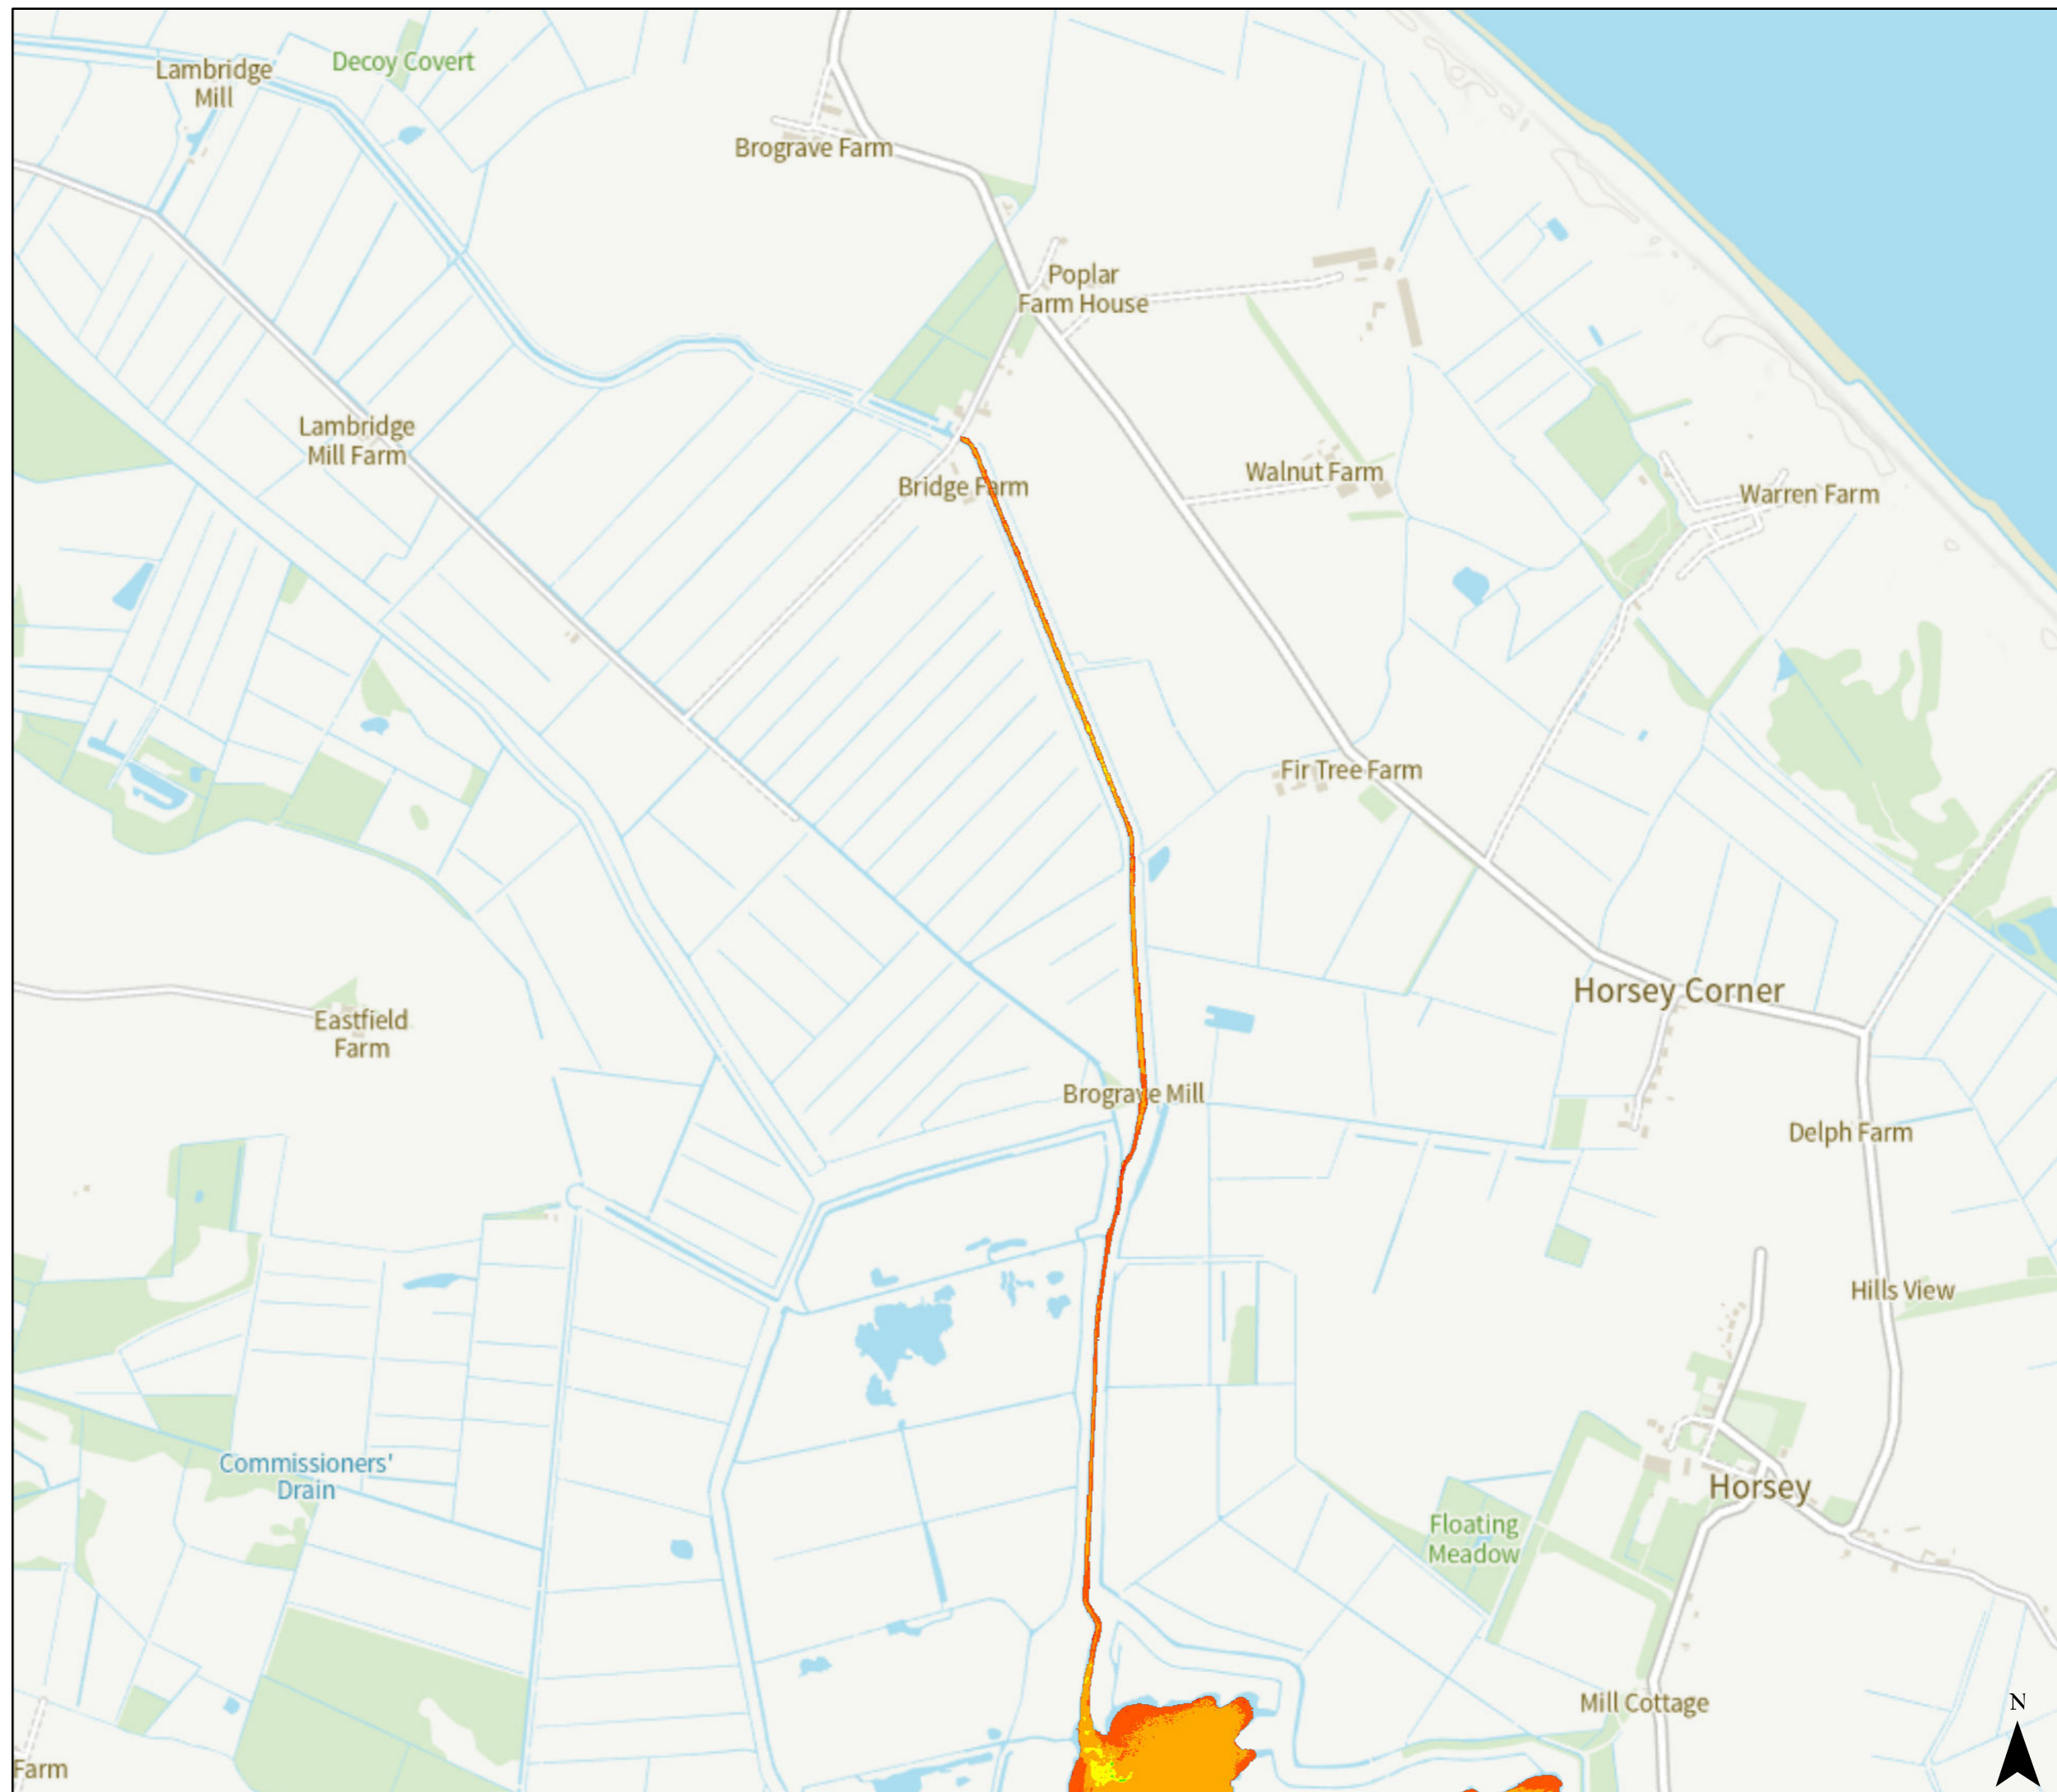 Decoy Covert
Lambridge
Mill
Brograve Farm
Poplar
Farm House
Lambridge
Mill Farm
Bridge Farm
Walnut Farm
Warren Farm
Fir Tree Farm
Horsey Corner
Eastfield
Farm
Brograve Mill
Delph Farm
Hills View
Commissioners'
Drain
Horsey
Floating
Meadow
Mill Cottage
N
Farm